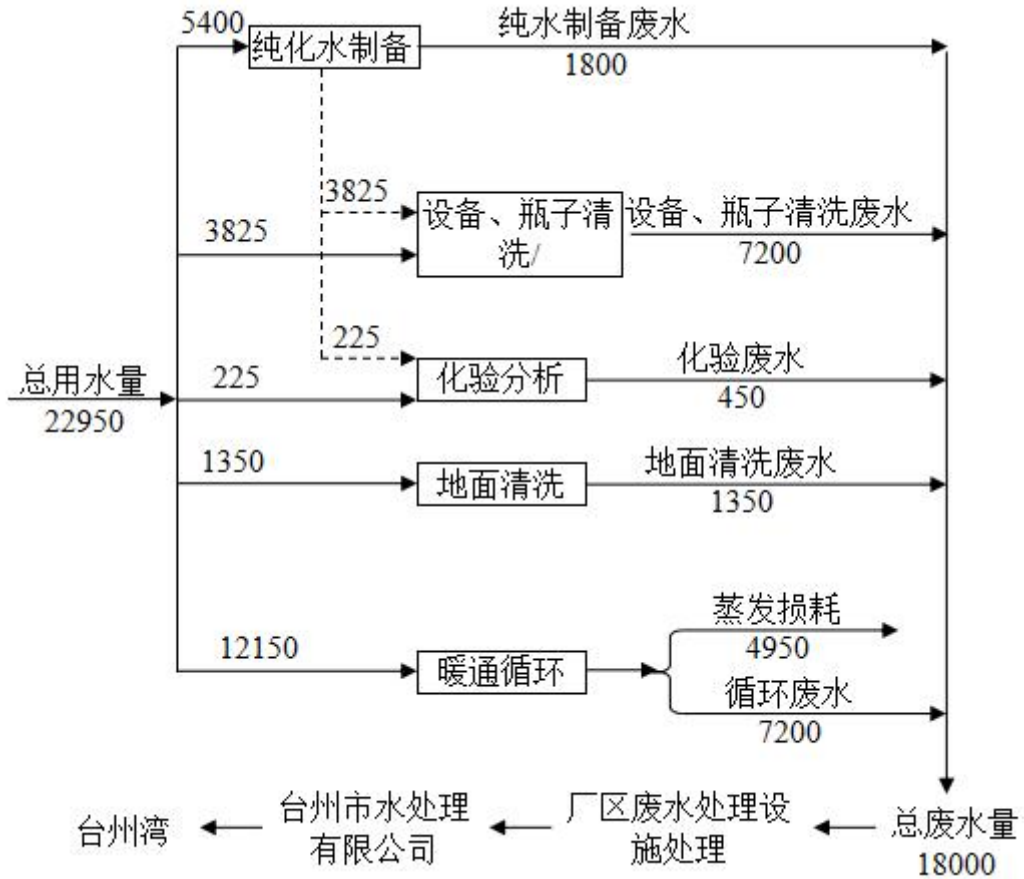 5400
纯化水制备
纯水制备废水
1800
3825
3825
设备、瓶子清
洗/
设备、瓶子清洗废水
7200
225
总用水量
22950
225
化验分析
化验废水
450
1350
地面清洗
地面清洗废水
1350
12150
暖通循环
蒸发损耗
4950
循环废水
7200
台州湾
台州市水处理
有限公司
厂区废水处理设
施处理
总废水量
18000